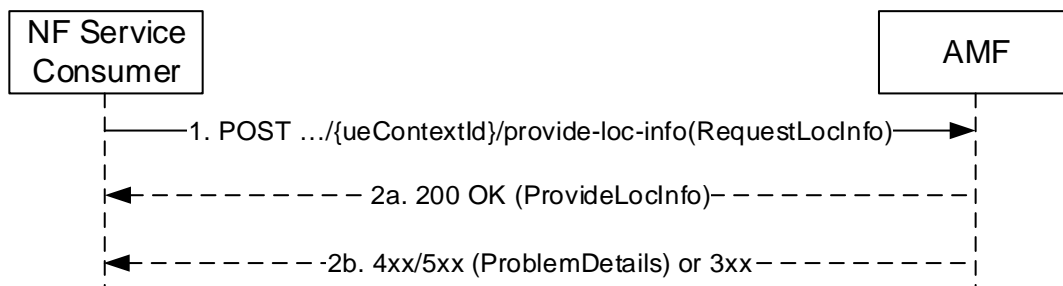 NF Service
Consumer
AMF
1. POST …/{ueContextId}/provide-loc-info(RequestLocInfo)
2a. 200 OK (ProvideLocInfo)
2b. 4xx/5xx (ProblemDetails) or 3xx